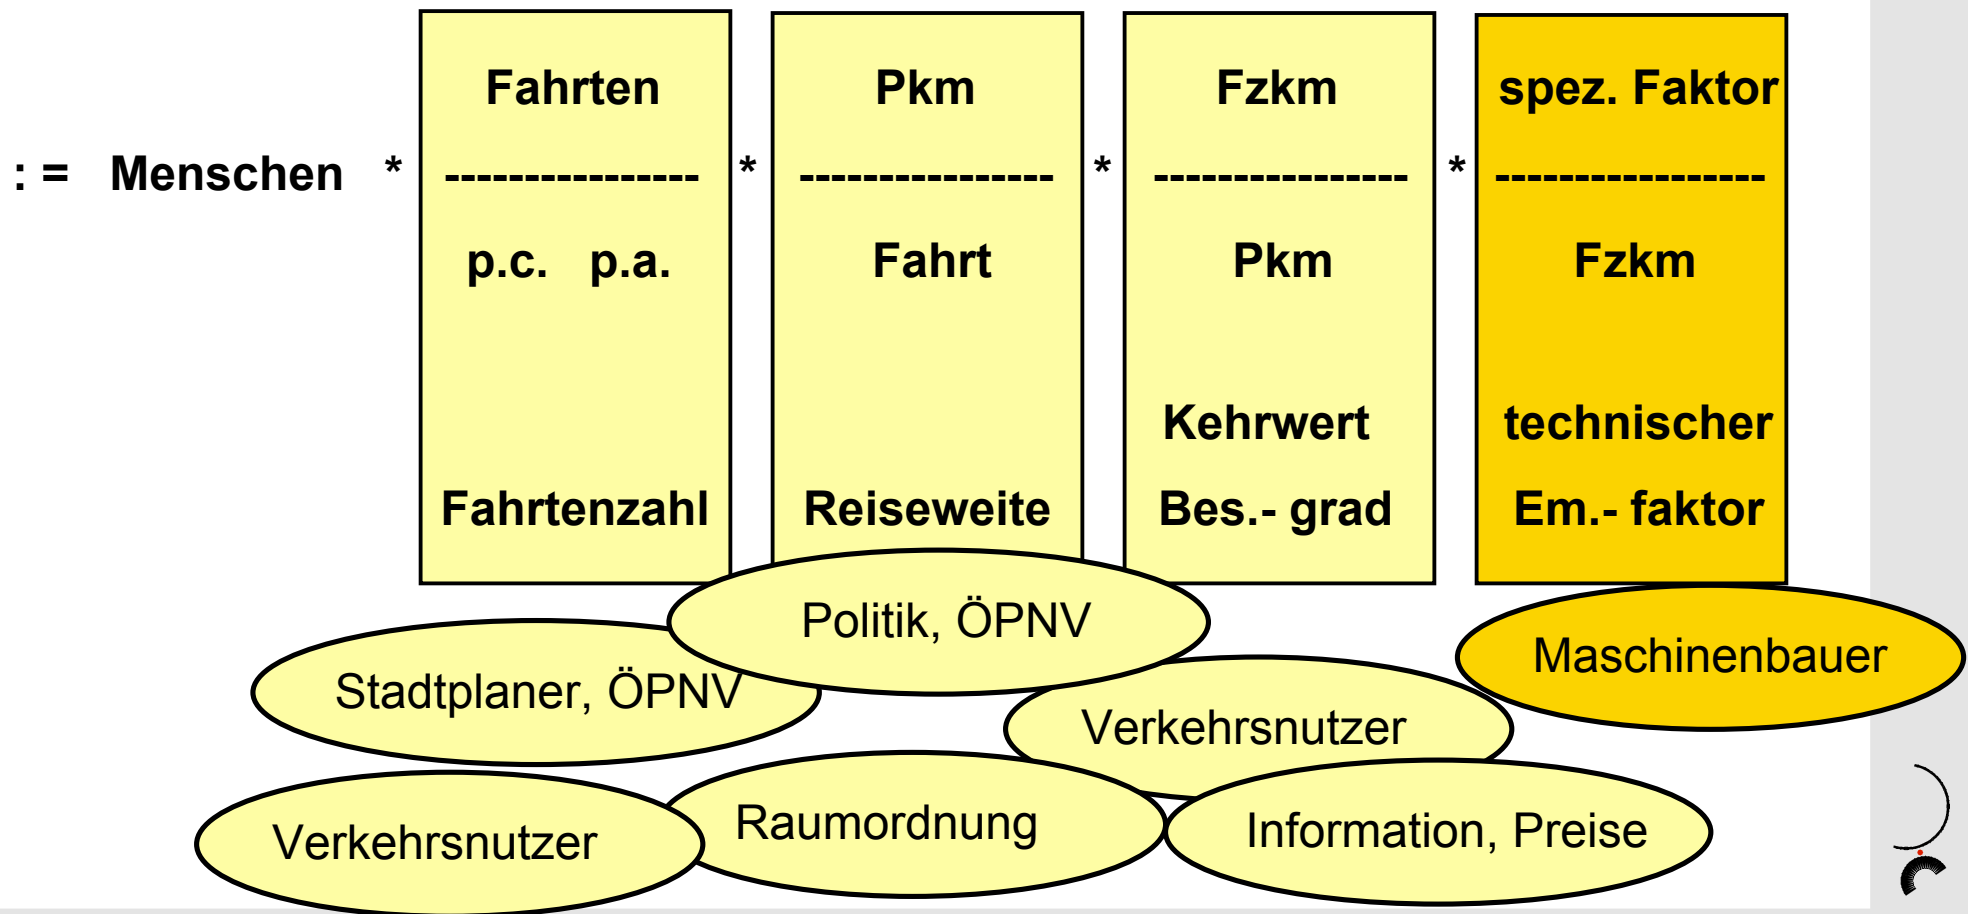 Fahrten Pkm Fzkm spez. Faktor
: = Menschen * ---------------- * ---------------- * ---------------- * -----------------
p.c. p.a. Fahrt Pkm Fzkm
Kehrwert technischer
Fahrtenzahl Reiseweite Bes.- grad Em.- faktor
Politik, ÖPNV
Maschinenbauer
Stadtplaner, ÖPNV
Verkehrsnutzer
Raumordnung
Information, Preise
Verkehrsnutzer